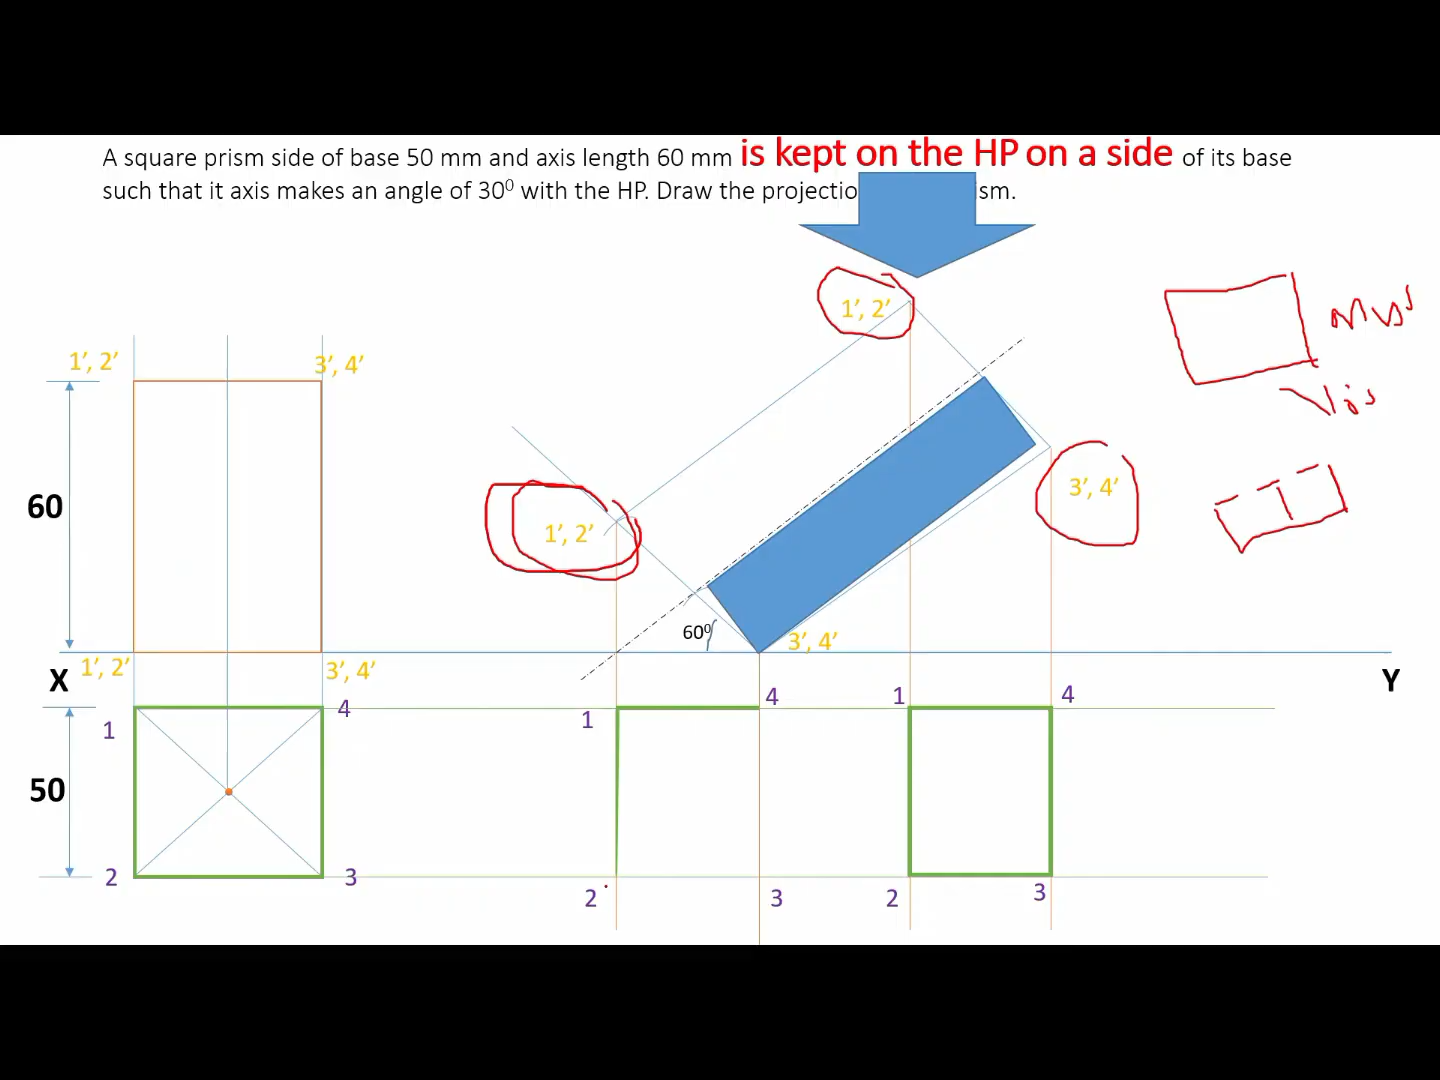 A square prism side of base 50 mm and axis length 60 mm is kept on the HP on a side of its base
such that it axis makes an angle of 30⁰ with the HP. Draw the projectio ism.
1’, 2’
1’, 2’ 3’, 4’
3’, 4’
60
1’, 2’
60⁰ 3’, 4’
X 1’, 2’ 3’, 4’ Y
1 4 1 4 1 4
50
2 3 2 3 2 3